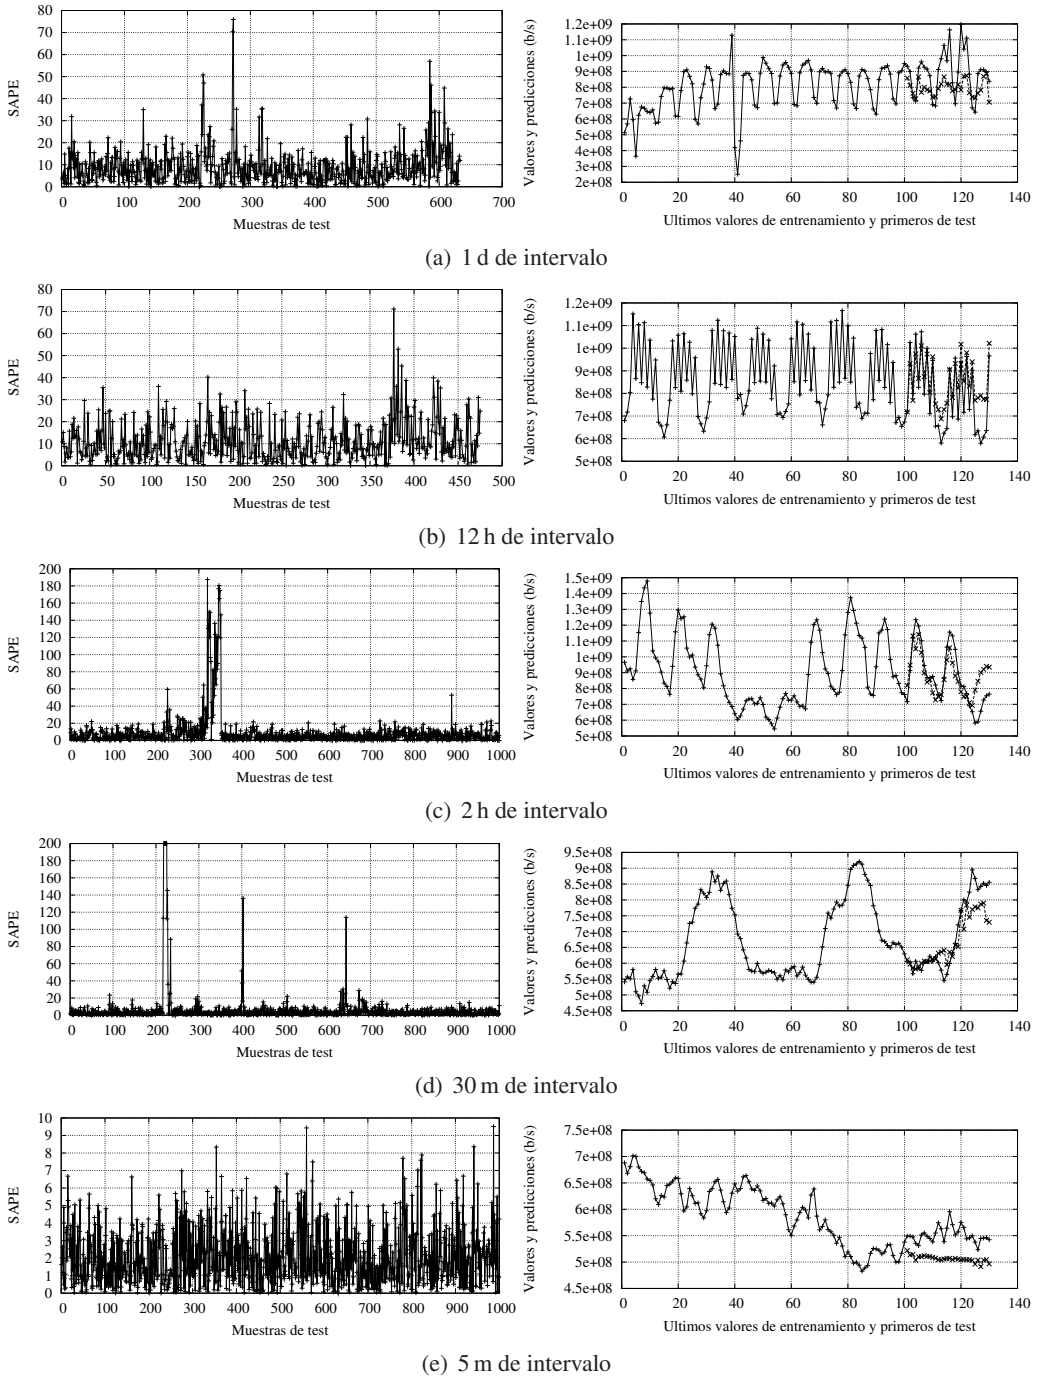 80
70
60
50
40
30
20
10
0
SAPE
0 100 200 300 400 500 600 700
Muestras de test
1.2e+09
1.1e+09
1e+09
9e+08
8e+08
7e+08
6e+08
5e+08
4e+08
3e+08
2e+08
Valores y predicciones (b/s)
0 20 40 60 80 100 120 140
Ultimos valores de entrenamiento y primeros de test
(a) 1 d de intervalo
80
70
60
50
40
30
20
10
0
SAPE
0 50 100 150 200 250 300 350 400 450 500
Muestras de test
1.2e+09
1.1e+09
1e+09
9e+08
8e+08
7e+08
6e+08
5e+08
Valores y predicciones (b/s)
0 20 40 60 80 100 120 140
Ultimos valores de entrenamiento y primeros de test
(b) 12 h de intervalo
200
180
160
140
120
100
80
60
40
20
0
SAPE
0 100 200 300 400 500 600 700 800 900 1000
Muestras de test
1.5e+09
1.4e+09
1.3e+09
1.2e+09
1.1e+09
1e+09
9e+08
8e+08
7e+08
6e+08
5e+08
Valores y predicciones (b/s)
0 20 40 60 80 100 120 140
Ultimos valores de entrenamiento y primeros de test
(c) 2 h de intervalo
200
180
160
140
120
100
80
60
40
20
0
SAPE
0 100 200 300 400 500 600 700 800 900 1000
Muestras de test
9.5e+08
9e+08
8.5e+08
8e+08
7.5e+08
7e+08
6.5e+08
6e+08
5.5e+08
5e+08
4.5e+08
Valores y predicciones (b/s)
0 20 40 60 80 100 120 140
Ultimos valores de entrenamiento y primeros de test
(d) 30 m de intervalo
10
9
8
7
6
5
4
3
2
1
0
SAPE
0 100 200 300 400 500 600 700 800 900 1000
Muestras de test
7.5e+08
7e+08
6.5e+08
6e+08
5.5e+08
5e+08
4.5e+08
Valores y predicciones (b/s)
0 20 40 60 80 100 120 140
Ultimos valores de entrenamiento y primeros de test
(e) 5 m de intervalo